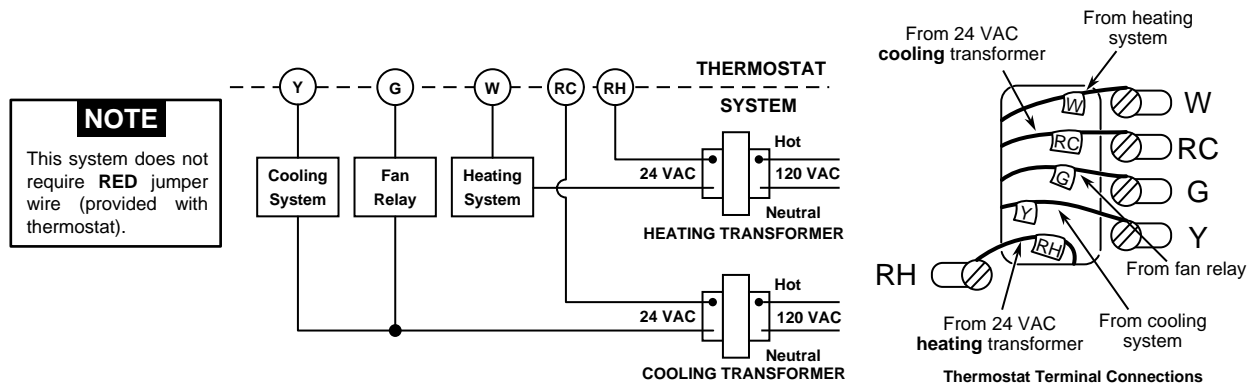 NOTE
This system does not
require RED jumper
wire (provided with
thermostat).
Y G W RC RH
THERMOSTAT
SYSTEM
Cooling
System
Fan
Relay
Heating
System
24 VAC
Hot
120 VAC
Neutral
HEATING TRANSFORMER
24 VAC
Hot
120 VAC
Neutral
COOLING TRANSFORMER
From 24 VAC
cooling transformer
From heating
system
W
RC
G
Y
RH
W
RC
G
Y
RH
From fan relay
From cooling
system
From 24 VAC
heating transformer
Thermostat Terminal Connections